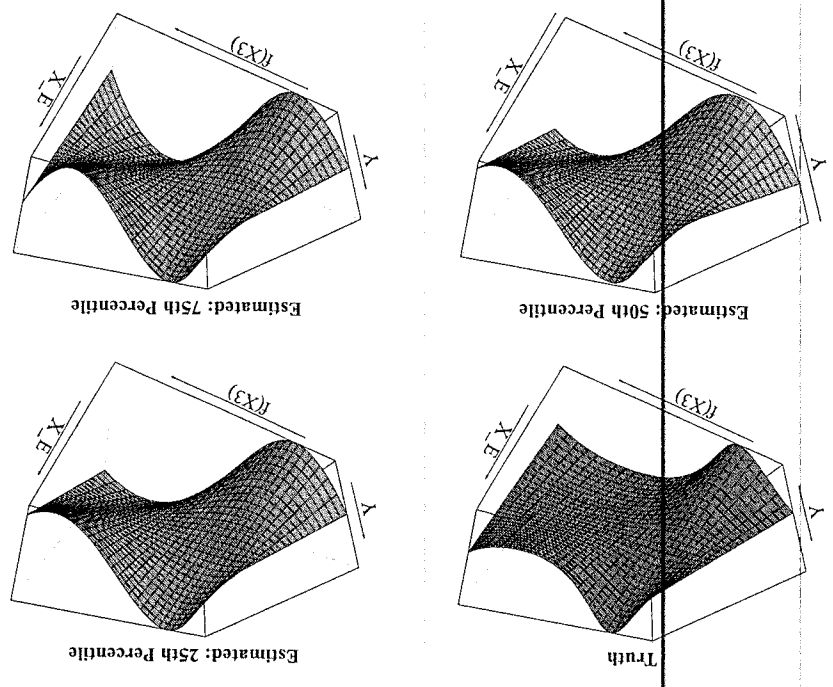 Truth
Y
f(X3)
X_E
Estimated: 25th Percentile
Y
f(X3)
X_E
Estimated: 50th Percentile
Y
f(X3)
X_E
Estimated: 75th Percentile
Y
f(X3)
X_E